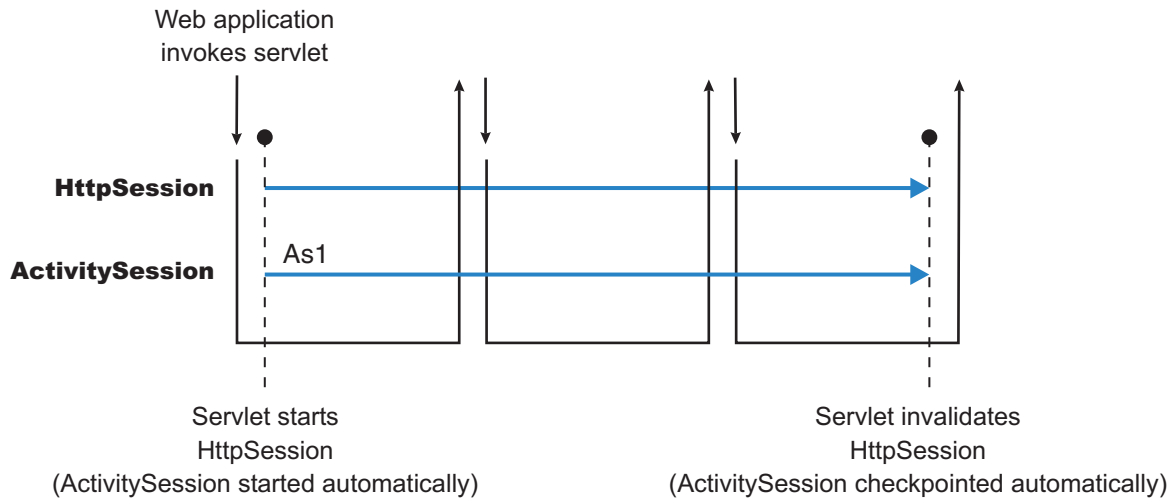 Web application
invokes servlet
HttpSession
As1
ActivitySession
Servlet starts
HttpSession
(ActivitySession started automatically)
Servlet invalidates
HttpSession
(ActivitySession checkpointed automatically)